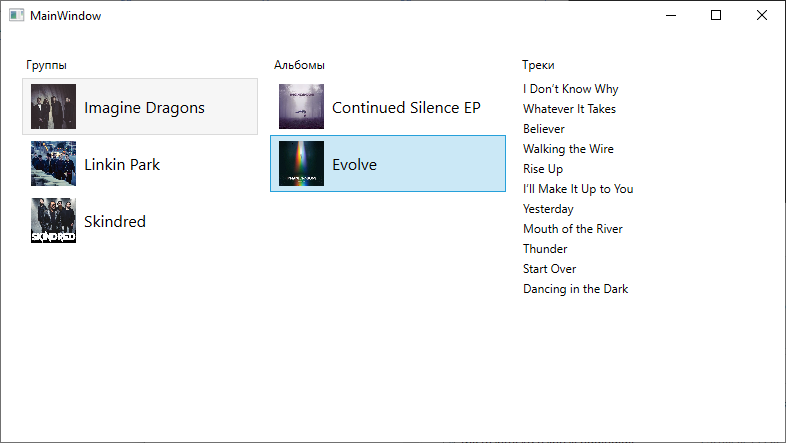 MainWindow
Группы
Imagine Dragons
Linkin Park
SKINDRED
Skindred
Альбомы
Continued Silence EP
Evolve
Треки
I Don’t Know Why
Whatever It Takes
Believer
Walking the Wire
Rise Up
I’ll Make It Up to You
Yesterday
Mouth of the River
Thunder
Start Over
Dancing in the Dark